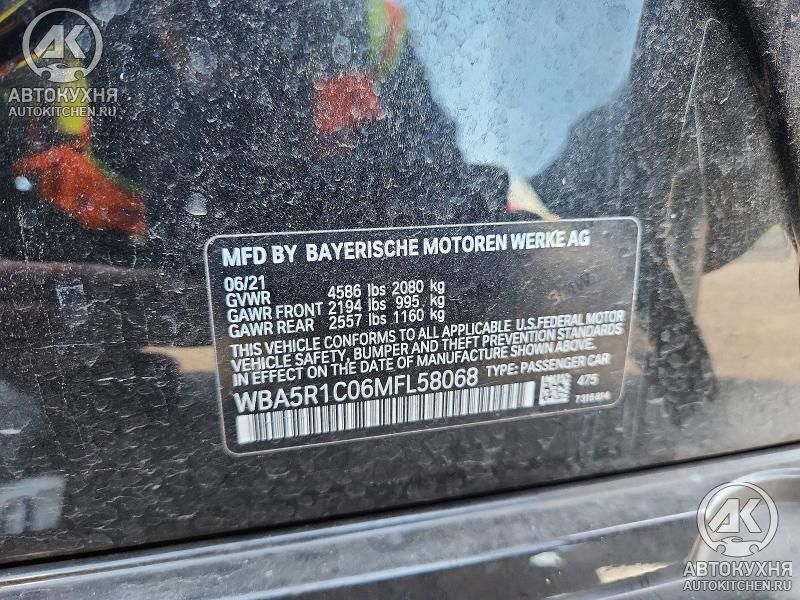 АК
АВТОКУХНЯ
AUTOKITCHEN.RU
MFD BY BAYERISCHE MOTOREN WERKE AG
06/21
GVWR 4586 lbs 2080 kg
GAWR FRONT 2194 lbs 995 kg
GAWR REAR 2557 lbs 1160 kg
THIS VEHICLE CONFORMS TO ALL APPLICABLE U.S.FEDERAL MOTOR
VEHICLE SAFETY, BUMPER AND THEFT PREVENTION STANDARDS
IN EFFECT ON THE DATE OF MANUFACTURE SHOWN ABOVE.
WBA5R1C06MFL58068 TYPE: PASSENGER CAR
475
7315814
АК
АВТОКУХНЯ
AUTOKITCHEN.RU